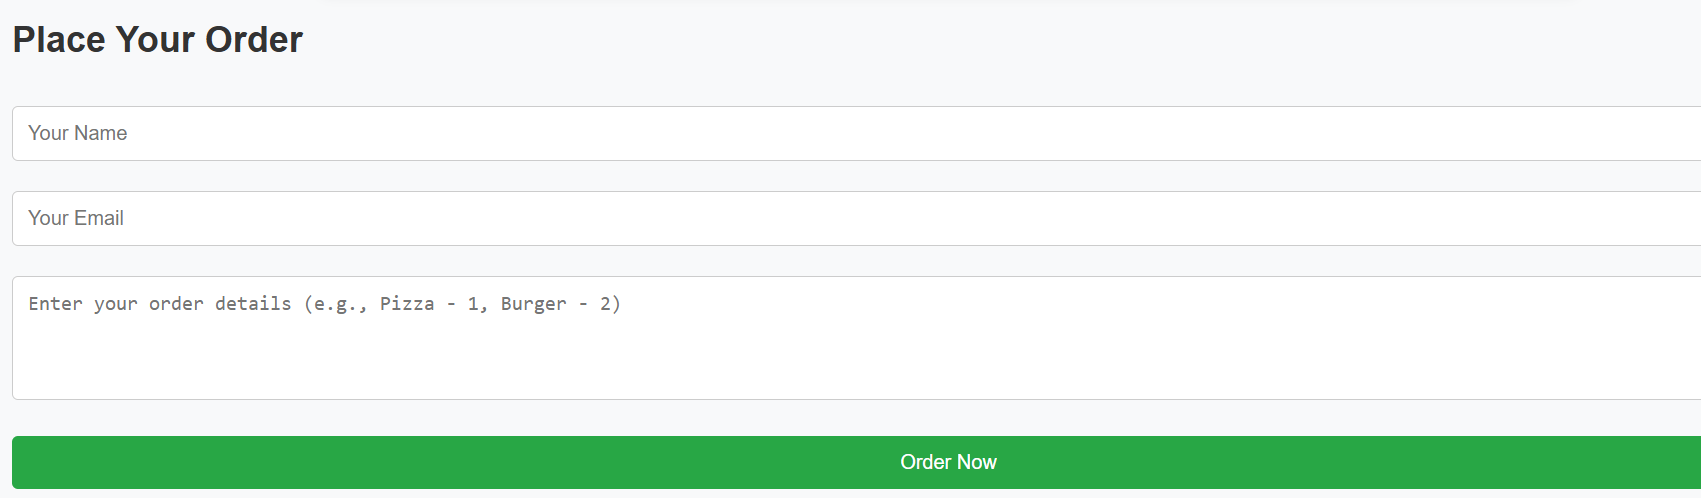 Place Your Order
Your Name
Your Email
Enter your order details (e.g., Pizza - 1, Burger - 2)
Order Now